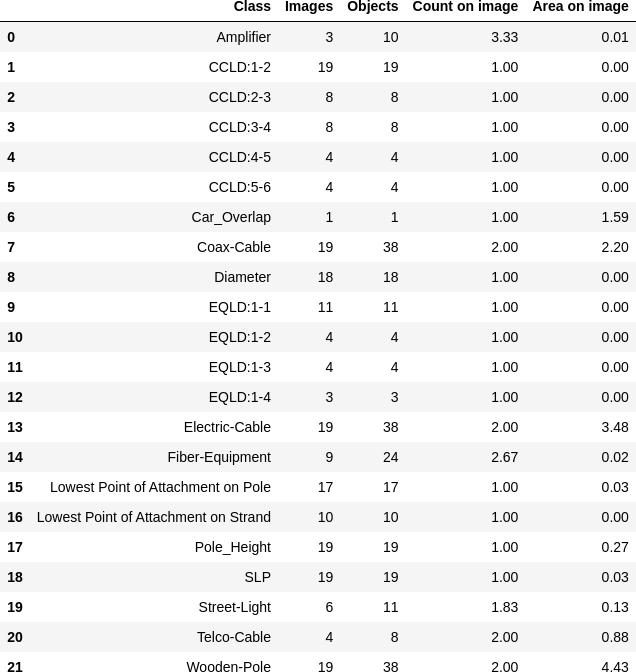 Class Images Objects Count on image Area on image
0 Amplifier 3 10 3.33 0.01
1 CCLD:1-2 19 19 1.00 0.00
2 CCLD:2-3 8 8 1.00 0.00
3 CCLD:3-4 8 8 1.00 0.00
4 CCLD:4-5 4 4 1.00 0.00
5 CCLD:5-6 4 4 1.00 0.00
6 Car_Overlap 1 1 1.00 1.59
7 Coax-Cable 19 38 2.00 2.20
8 Diameter 18 18 1.00 0.00
9 EQLD:1-1 11 11 1.00 0.00
10 EQLD:1-2 4 4 1.00 0.00
11 EQLD:1-3 4 4 1.00 0.00
12 EQLD:1-4 3 3 1.00 0.00
13 Electric-Cable 19 38 2.00 3.48
14 Fiber-Equipment 9 24 2.67 0.02
15 Lowest Point of Attachment on Pole 17 17 1.00 0.03
16 Lowest Point of Attachment on Strand 10 10 1.00 0.00
17 Pole_Height 19 19 1.00 0.27
18 SLP 19 19 1.00 0.03
19 Street-Light 6 11 1.83 0.13
20 Telco-Cable 4 8 2.00 0.88
21 Wooden-Pole 19 38 2.00 4.43